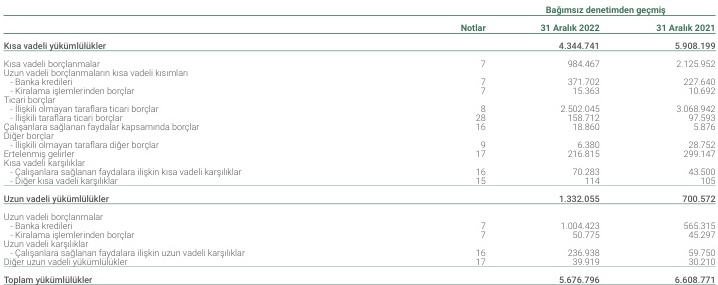 Bağımsız denetimden geçmiş
Notlar 31 Aralık 2022 31 Aralık 2021
Kısa vadeli yükümlülükler 4.344.741 5.908.199
Kısa vadeli borçlanmalar 7 984.467 2.125.952
Uzun vadeli borçlanmaların kısa vadeli kısımları
- Banka kredileri 7 371.702 227.640
- Kiralama işlemlerinden borçlar 7 15.363 10.692
Ticari borçlar
- İlişkili olmayan taraflara ticari borçlar 8 2.502.045 3.068.942
- İlişkili taraflara ticari borçlar 28 158.712 97.593
Çalışanlara sağlanan faydalar kapsamında borçlar 16 18.860 5.876
Diğer borçlar
- İlişkili olmayan taraflara diğer borçlar 9 6.380 28.752
Ertelenmiş gelirler 17 216.815 299.147
Kısa vadeli karşılıklar
- Çalışanlara sağlanan faydalara ilişkin kısa vadeli karşılıklar 16 70.283 43.500
- Diğer kısa vadeli karşılıklar 15 114 105
Uzun vadeli yükümlülükler 1.332.055 700.572
Uzun vadeli borçlanmalar
- Banka kredileri 7 1.004.423 565.315
- Kiralama işlemlerinden borçlar 7 50.775 45.297
Uzun vadeli karşılıklar
- Çalışanlara sağlanan faydalara ilişkin uzun vadeli karşılıklar 16 236.938 59.750
Diğer uzun vadeli yükümlülükler 17 39.919 30.210
Toplam yükümlülükler 5.676.796 6.608.771